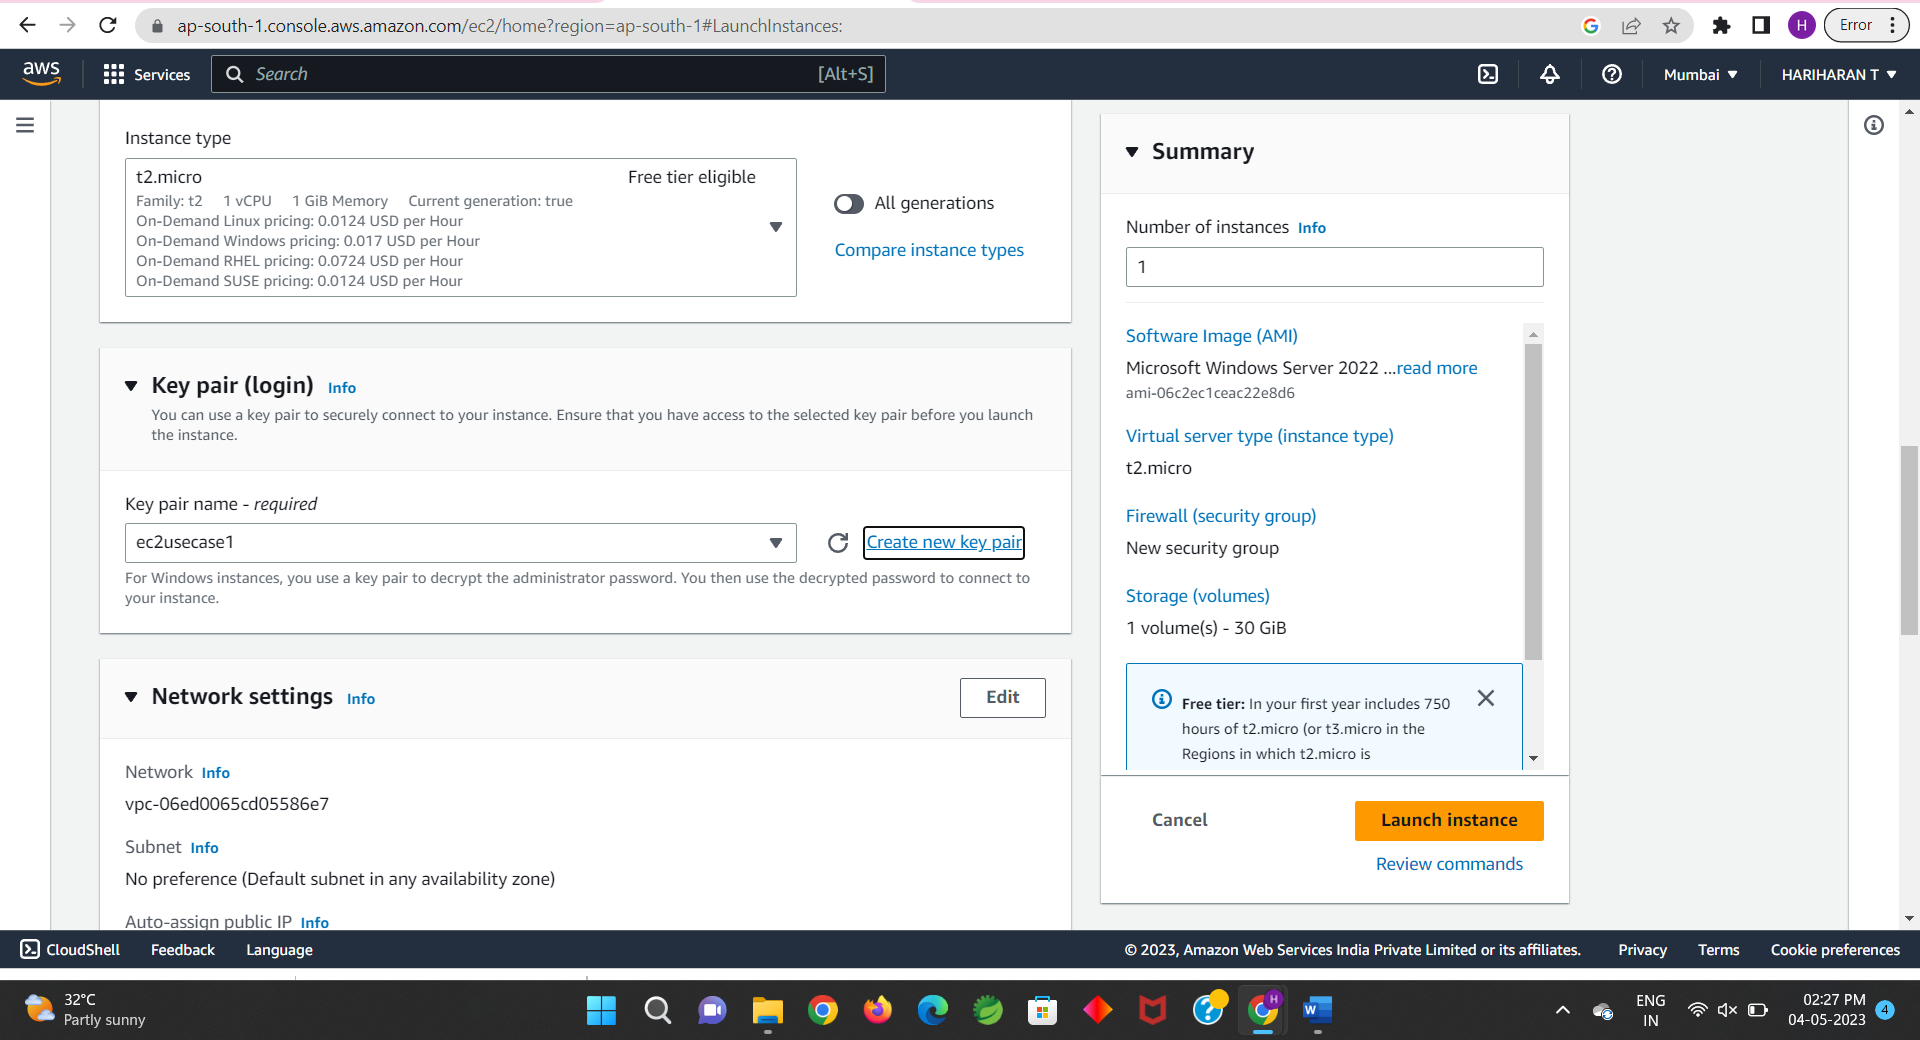 ap-south-1.console.aws.amazon.com/ec2/home?region=ap-south-1#LaunchInstances:
H
Error
aws
Services
Search
[Alt+S]
Mumbai
HARIHARAN T
Instance type
t2.micro
Free tier eligible
Family: t2 1 vCPU 1 GiB Memory Current generation: true
On-Demand Linux pricing: 0.0124 USD per Hour
On-Demand Windows pricing: 0.017 USD per Hour
On-Demand RHEL pricing: 0.0724 USD per Hour
On-Demand SUSE pricing: 0.0124 USD per Hour
All generations
Compare instance types
Key pair (login) Info
You can use a key pair to securely connect to your instance. Ensure that you have access to the selected key pair before you launch
the instance.
Key pair name - required
ec2usecase1
Create new key pair
For Windows instances, you use a key pair to decrypt the administrator password. You then use the decrypted password to connect to
your instance.
Network settings Info
Edit
Network Info
vpc-06ed0065cd05586e7
Subnet Info
No preference (Default subnet in any availability zone)
Auto-assign public IP Info
Summary
Number of instances Info
1
Software Image (AMI)
Microsoft Windows Server 2022 ...read more
ami-06c2ec1ceac22e8d6
Virtual server type (instance type)
t2.micro
Firewall (security group)
New security group
Storage (volumes)
1 volume(s) - 30 GiB
Free tier: In your first year includes 750
hours of t2.micro (or t3.micro in the
Regions in which t2.micro is
Cancel
Launch instance
Review commands
CloudShell
Feedback
Language
© 2023, Amazon Web Services India Private Limited or its affiliates.
Privacy
Terms
Cookie preferences
32°C
Partly sunny
H
W
ENG
IN
02:27 PM
04-05-2023
4